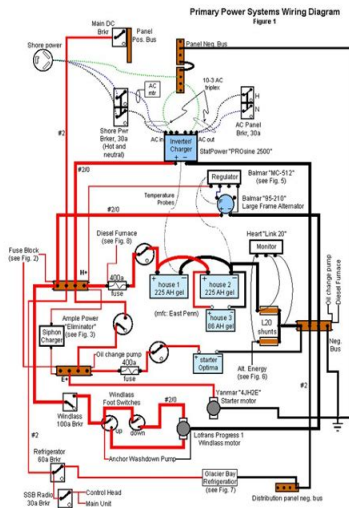 Primary Power Systems Wiring Diagram
Figure 1
Main DC
Brkr
Panel
Pos. Bus
Panel Neg. Bus
Shore power
10-3 AC
triplex
AC
mtr
H
N
Shore Pwr
Brker, 30a
(Hot and
neutral)
AC in
AC out
AC Panel
Brkr, 30a
#2
Inverter/
Charger
+ -
StatPower "PROsine 2500"
#2/0
Balmar "MC-512"
(see Fig. 5)
Regulator
Temperature
Probes
Balmar "95-210"
Large Frame Alternator
#2/0
Diesel Furnace
(see Fig. 8)
Heart "Link 20"
Monitor
Fuse Block
(see Fig. 2)
H+
400a
fuse
house 1
225 AH gel
house 2
225 AH gel
(mfc: East Penn)
house 3
86 AH gel
L20
shunts
Oil change pump
Diesel Furnace
Neg.
Bus
Ample Power
"Eliminator"
(see Fig. 3)
Siphon
Charger
Oil change pump
400a
fuse
E+
starter
Optima
Alt. Energy
(see Fig. 6)
Yanmar "4JH2E"
Starter motor
Windlass
Foot Switches
#2/0
#2
Windlass
100a Brkr
up
down
Lofrans Progress 1
Windlass motor
#2
Anchor Washdown Pump
Refrigerator
60a Brkr
Glacier Bay
Refrigeration
(see Fig. 7)
SSB Radio
30a Brkr
Control Head
Main Unit
Distribution panel neg. bus